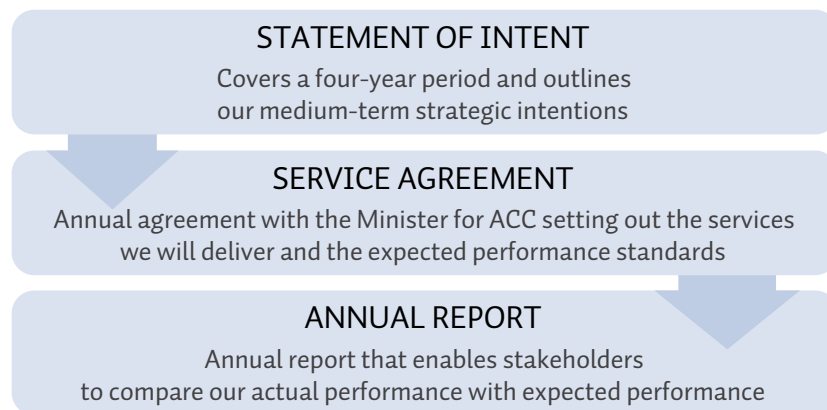 STATEMENT OF INTENT
Covers a four-year period and outlines
our medium-term strategic intentions
SERVICE AGREEMENT
Annual agreement with the Minister for ACC setting out the services
we will deliver and the expected performance standards
ANNUAL REPORT
Annual report that enables stakeholders
to compare our actual performance with expected performance